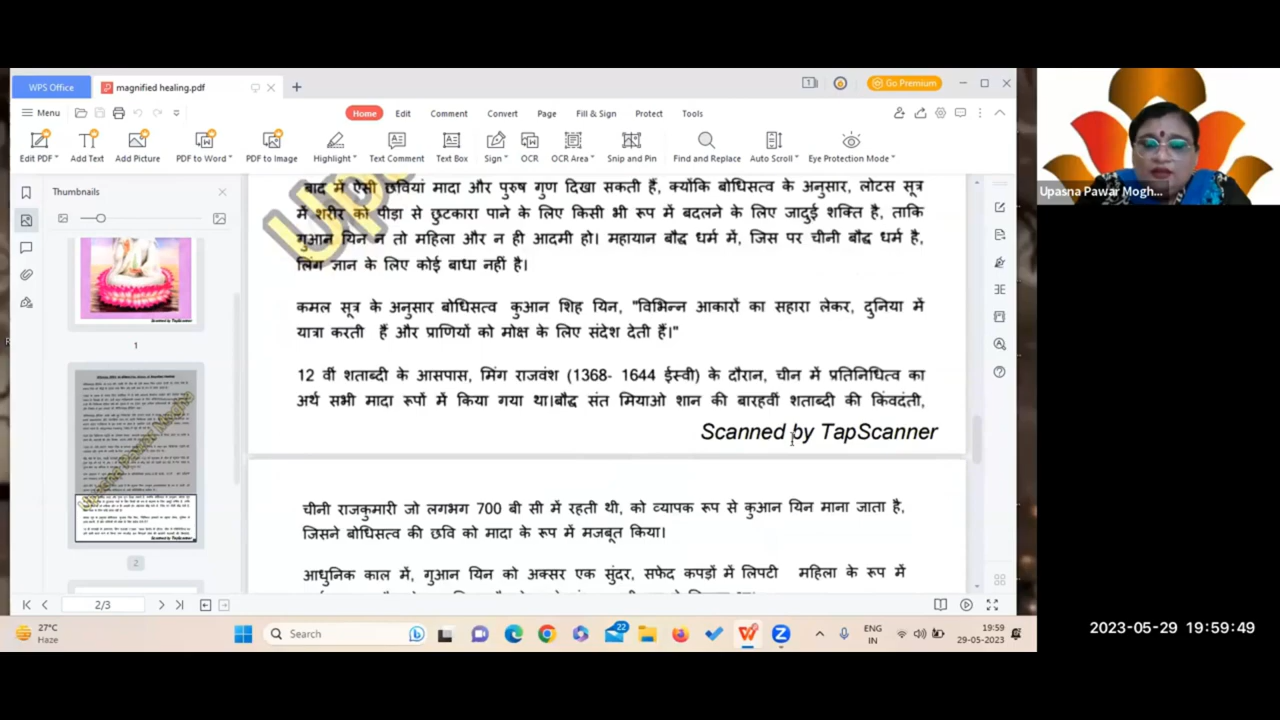 WPS Office
magnified healing.pdf
Go Premium
Menu
Home Edit Comment Convert Page Fill & Sign Protect Tools
Edit PDF Add Text Add Picture PDF to Word PDF to Image Highlight Text Comment Text Box Sign OCR OCR Area Snip and Pin Find and Replace Auto Scroll Eye Protection Mode
Thumbnails
1
2
बाद में ऐसी छवियां मादा और पुरुष गुण दिखा सकती हैं, क्योंकि बोधिसत्व के अनुसार, लोटस सूत्र
में शरीर को पीड़ा से छुटकारा पाने के लिए किसी भी रूप में बदलने के लिए जादुई शक्ति है, ताकि
गुआन यिन न तो महिला और न ही आदमी हो। महायान बौद्ध धर्म में, जिस पर चीनी बौद्ध धर्म है,
लिंग ज्ञान के लिए कोई बाधा नहीं है।
कमल सूत्र के अनुसार बोधिसत्व कुआन शिह यिन, "विभिन्न आकारों का सहारा लेकर, दुनिया में
यात्रा करती हैं और प्राणियों को मोक्ष के लिए संदेश देती हैं।"
12 वीं शताब्दी के आसपास, मिंग राजवंश (1368- 1644 ईस्वी) के दौरान, चीन में प्रतिनिधित्व का
अर्थ सभी मादा रूपों में किया गया था।बौद्ध संत मियाओ शान की बारहवीं शताब्दी की किंवदंती,
Scanned by TapScanner
चीनी राजकुमारी जो लगभग 700 बी सी में रहती थी, को व्यापक रूप से कुआन यिन माना जाता है,
जिसने बोधिसत्व की छवि को मादा के रूप में मजबूत किया।
आधुनिक काल में, गुआन यिन को अक्सर एक सुंदर, सफेद कपड़ों में लिपटी महिला के रूप में
2/3
Upasna Pawar Mogh...
27°C
Haze
Search
22
ENG
IN
19:59
29-05-2023
2023-05-29 19:59:49